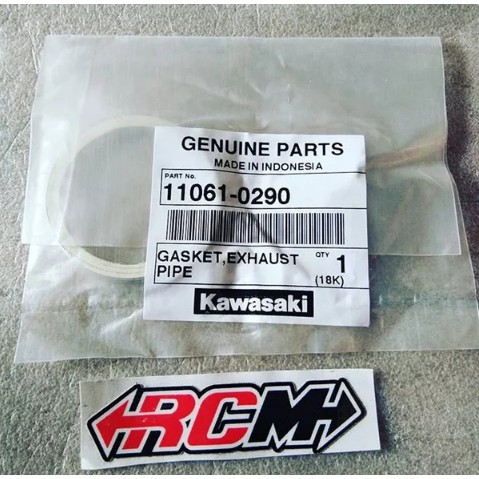 GENUINE PARTS
MADE IN INDONESIA
PART No.
11061-0290
GASKET,EXHAUST QTY 1
PIPE (18K)
Kawasaki
RCM